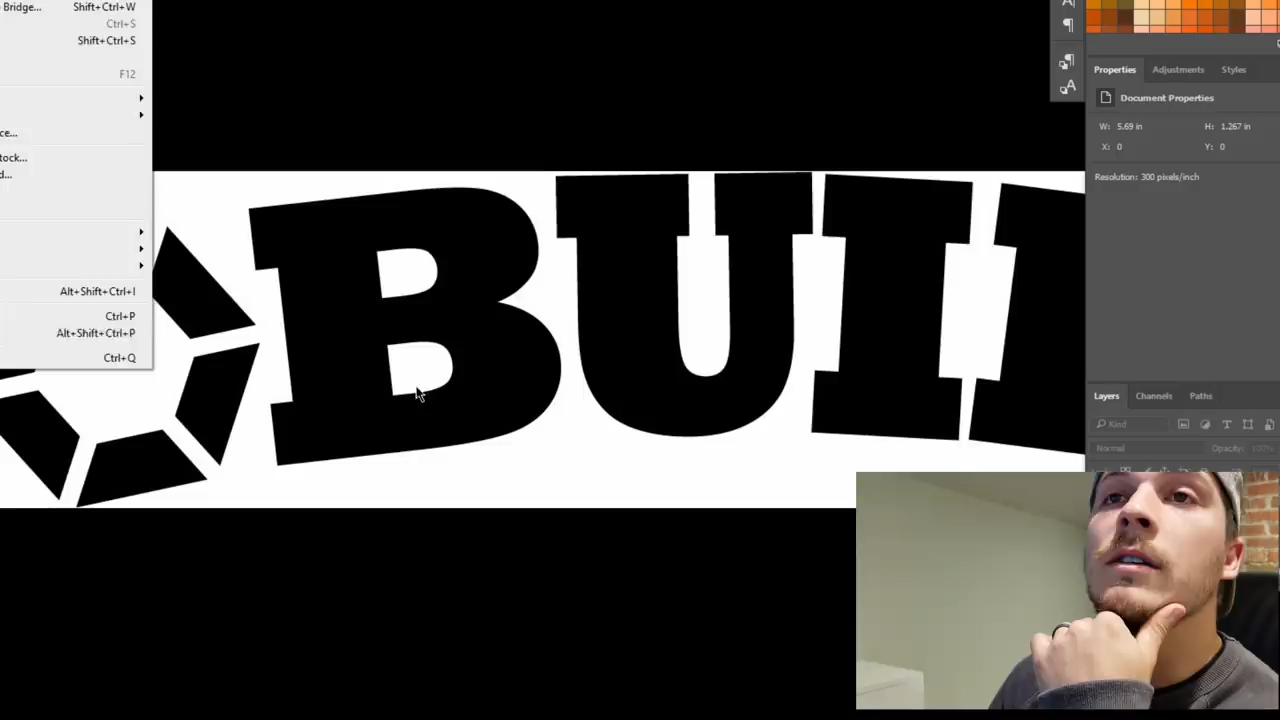 Bridge... Shift+Ctrl+W
Ctrl+S
Shift+Ctrl+S
F12
Alt+Shift+Ctrl+I
Ctrl+P
Alt+Shift+Ctrl+P
Ctrl+Q
BUI
Properties Adjustments Styles
Document Properties
W: 5.69 in H: 1.267 in
X: 0 Y: 0
Resolution: 300 pixels/inch
Layers Channels Paths
Kind
Normal Opacity: 100%